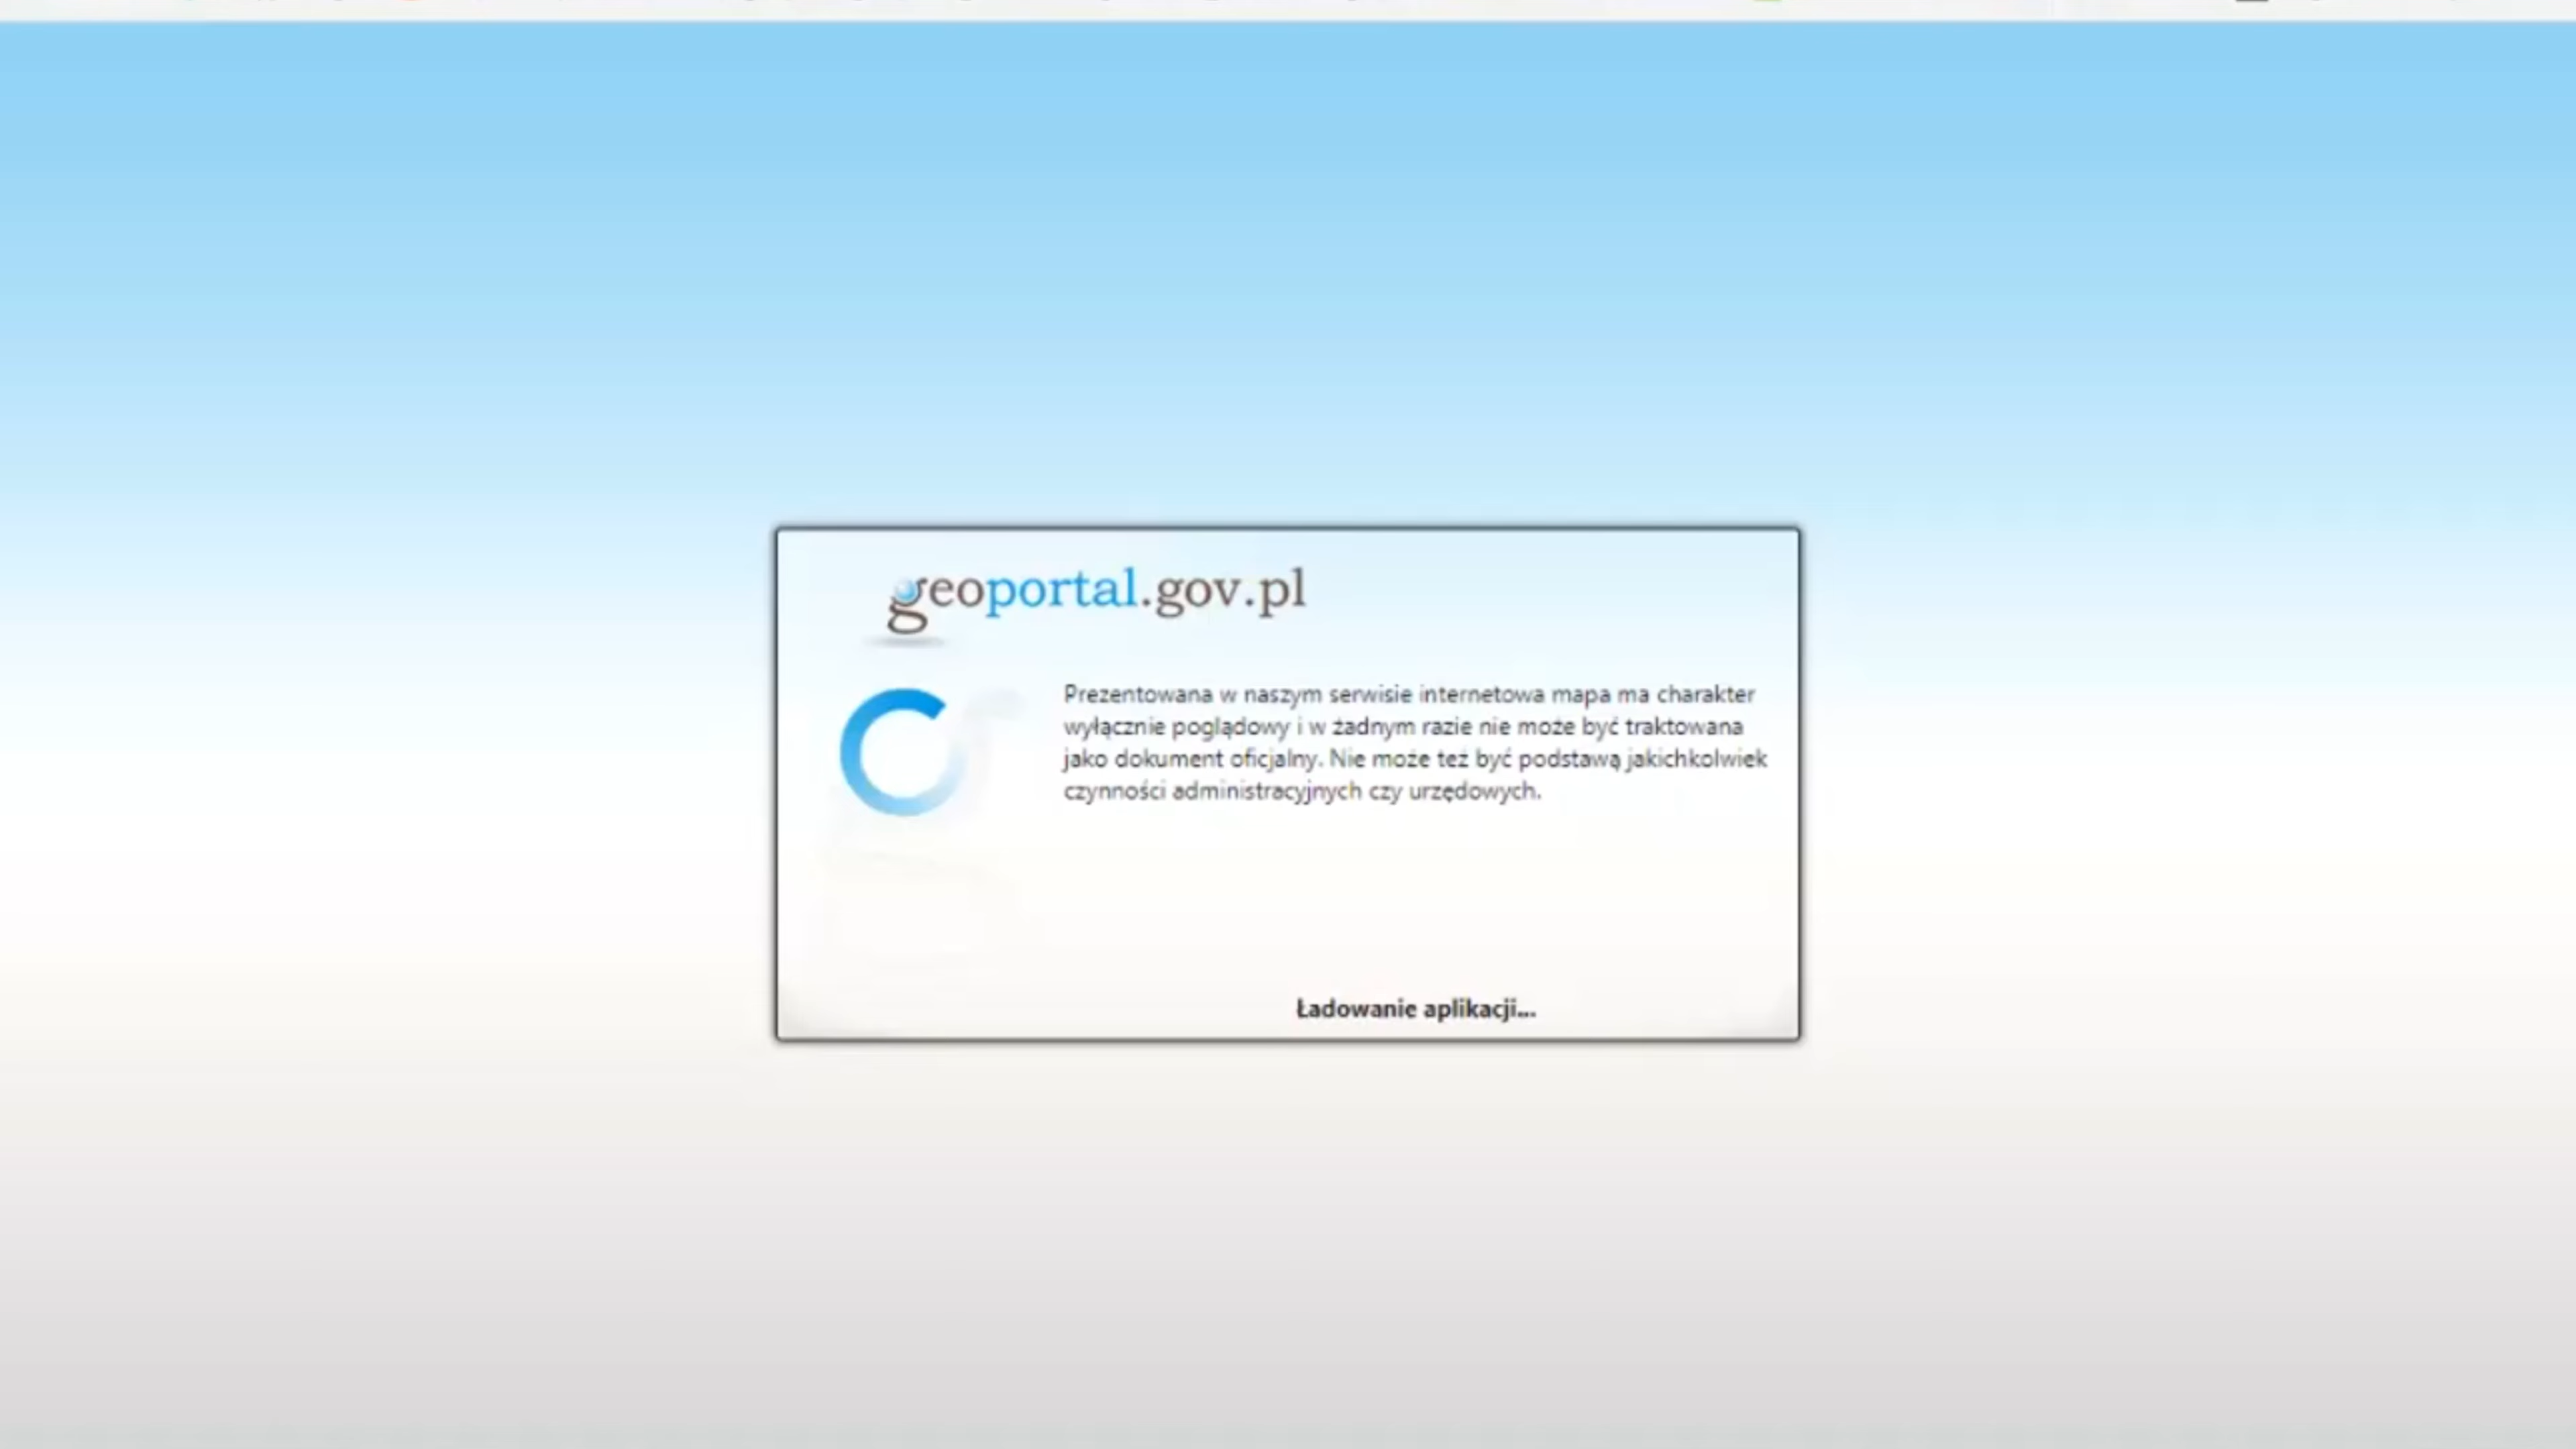 geoportal.gov.pl
Prezentowana w naszym serwisie internetowa mapa ma charakter
wyłącznie poglądowy i w żadnym razie nie może być traktowana
jako dokument oficjalny. Nie może też być podstawą jakichkolwiek
czynności administracyjnych czy urzędowych.
Ładowanie aplikacji...